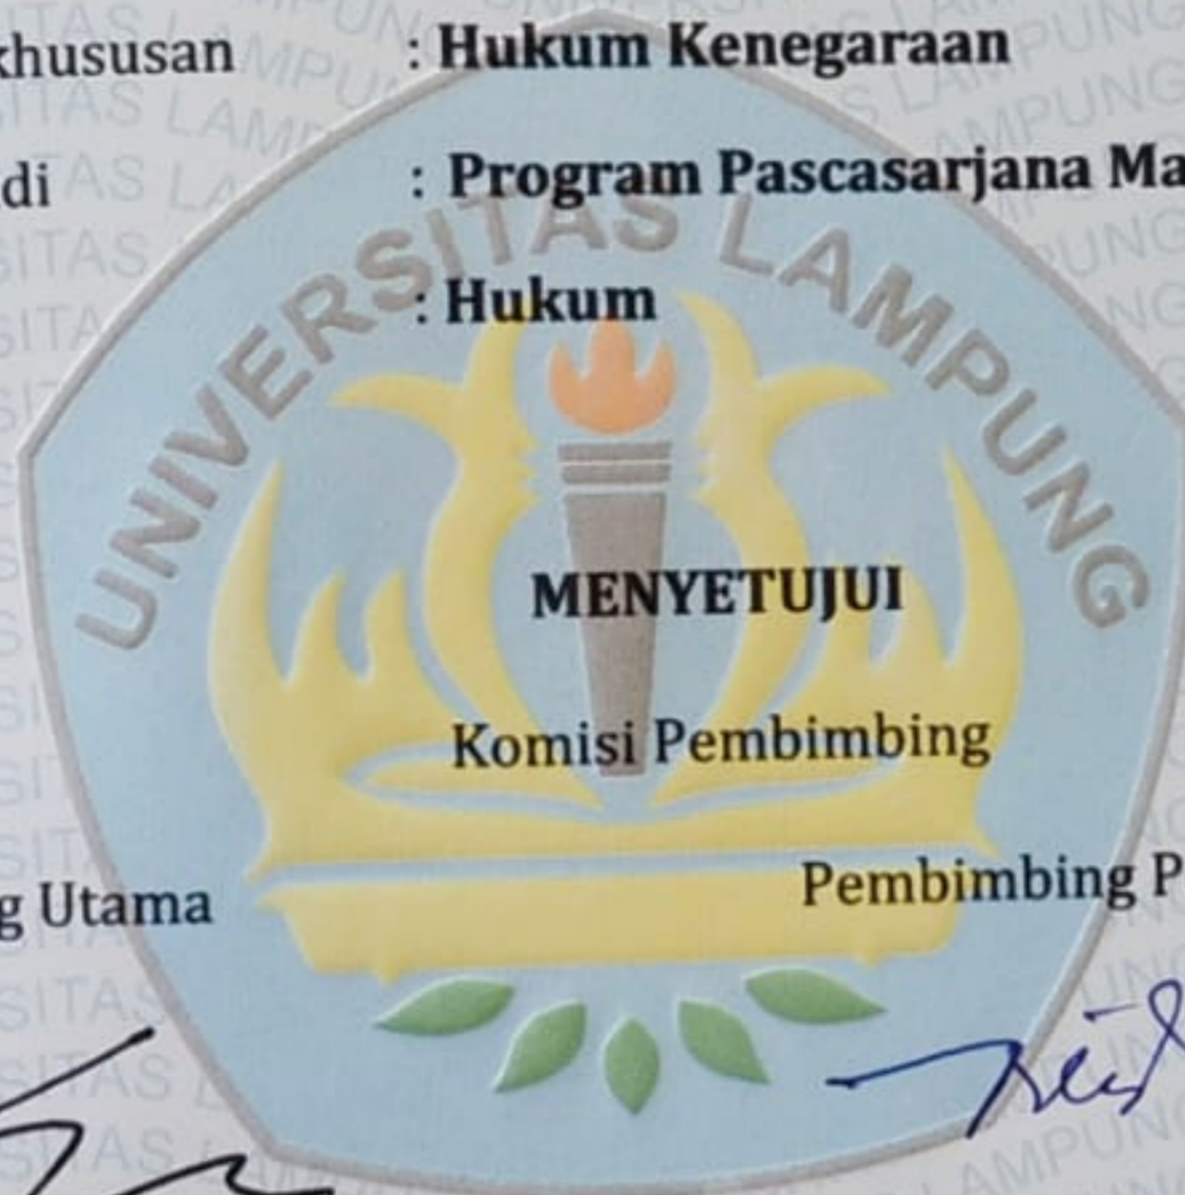 khususan : Hukum Kenegaraan
di : Program Pascasarjana Ma
: Hukum
UNIVERSITAS LAMPUNG
MENYETUJUI
Komisi Pembimbing
g Utama Pembimbing P